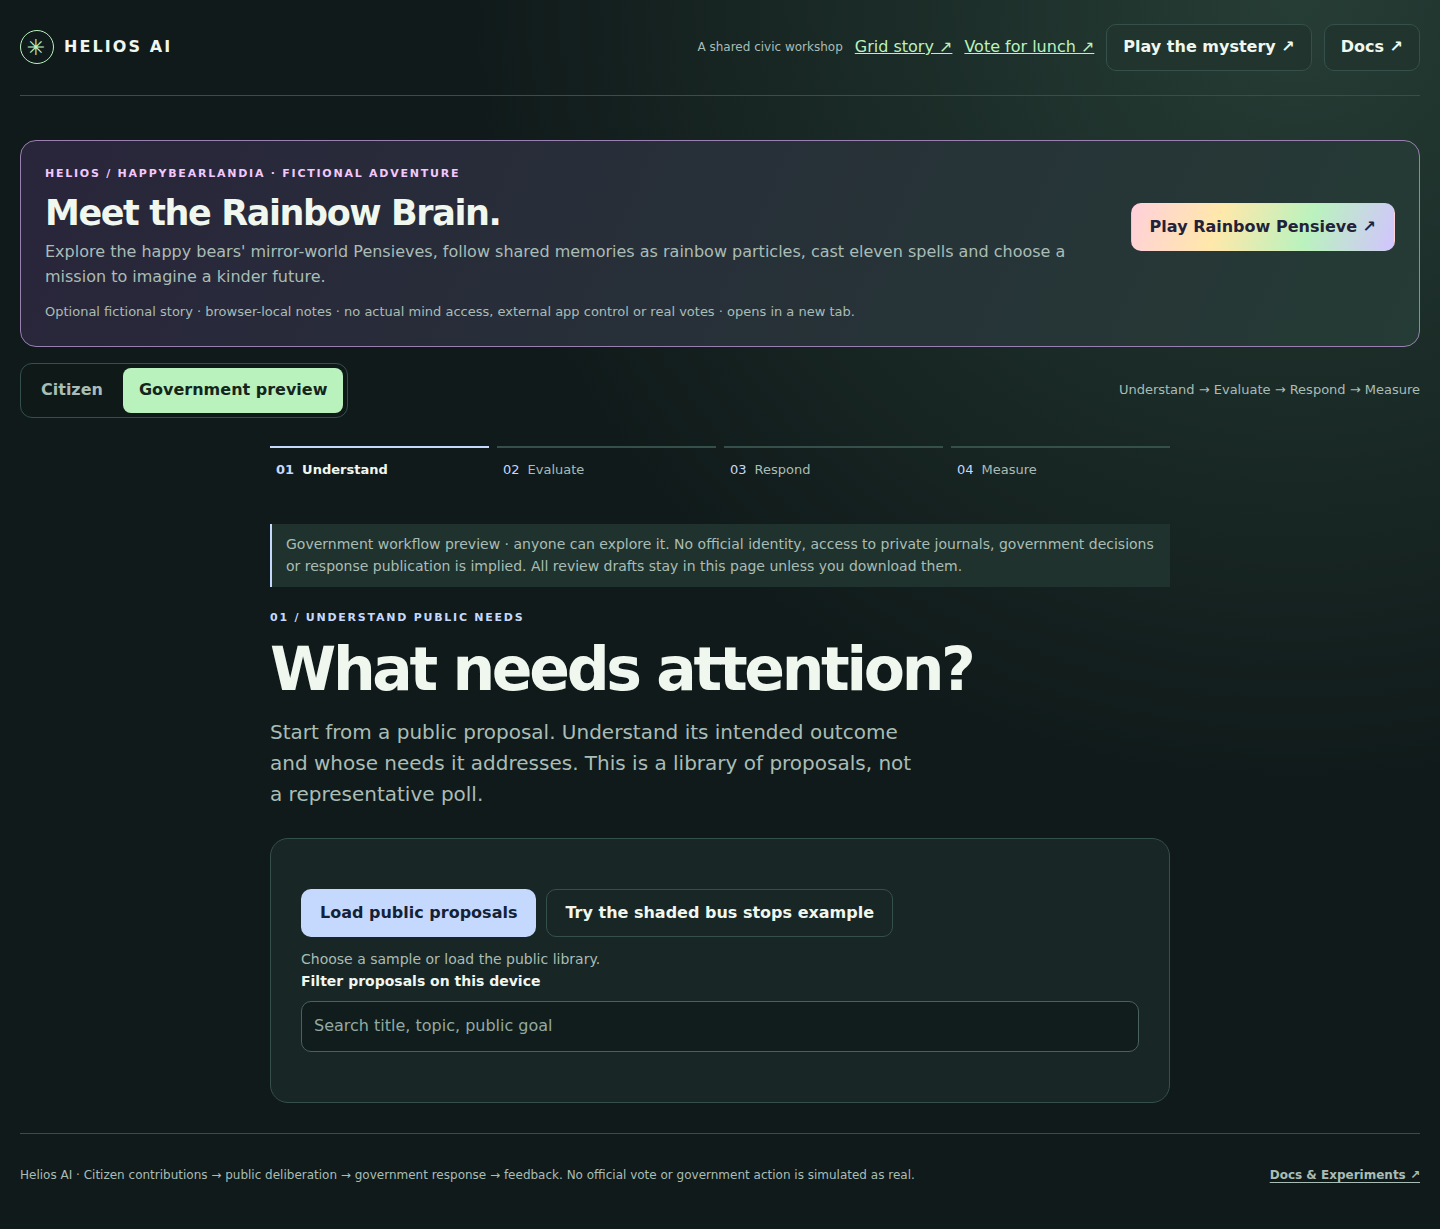 HELIOS AI
A shared civic workshop
Grid story ↗
Vote for lunch ↗
Play the mystery ↗
Docs ↗
HELIOS / HAPPYBEARLANDIA · FICTIONAL ADVENTURE
Meet the Rainbow Brain.
Explore the happy bears' mirror-world Pensieves, follow shared memories as rainbow particles, cast eleven spells and choose a
mission to imagine a kinder future.
Optional fictional story · browser-local notes · no actual mind access, external app control or real votes · opens in a new tab.
Play Rainbow Pensieve ↗
Citizen
Government preview
Understand → Evaluate → Respond → Measure
01 Understand
02 Evaluate
03 Respond
04 Measure
Government workflow preview · anyone can explore it. No official identity, access to private journals, government decisions
or response publication is implied. All review drafts stay in this page unless you download them.
01 / UNDERSTAND PUBLIC NEEDS
What needs attention?
Start from a public proposal. Understand its intended outcome
and whose needs it addresses. This is a library of proposals, not
a representative poll.
Load public proposals
Try the shaded bus stops example
Choose a sample or load the public library.
Filter proposals on this device
Search title, topic, public goal
Helios AI · Citizen contributions → public deliberation → government response → feedback. No official vote or government action is simulated as real.
Docs & Experiments ↗